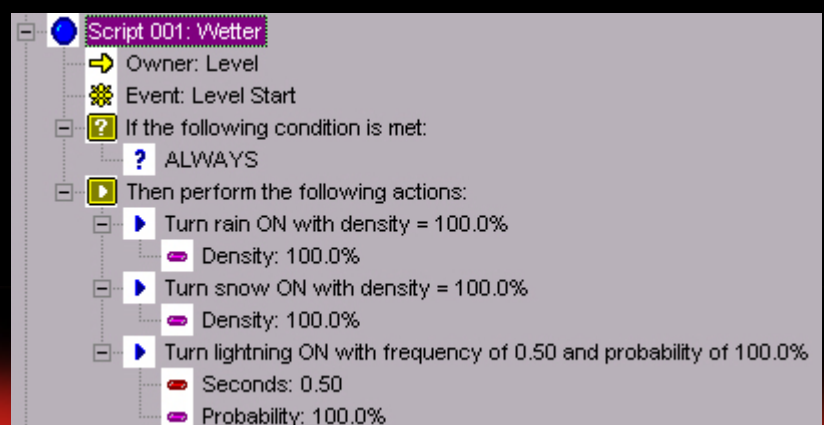 Script 001: Wetter
Owner: Level
Event: Level Start
If the following condition is met:
ALWAYS
Then perform the following actions:
Turn rain ON with density = 100.0%
Density: 100.0%
Turn snow ON with density = 100.0%
Density: 100.0%
Turn lightning ON with frequency of 0.50 and probability of 100.0%
Seconds: 0.50
Probability: 100.0%